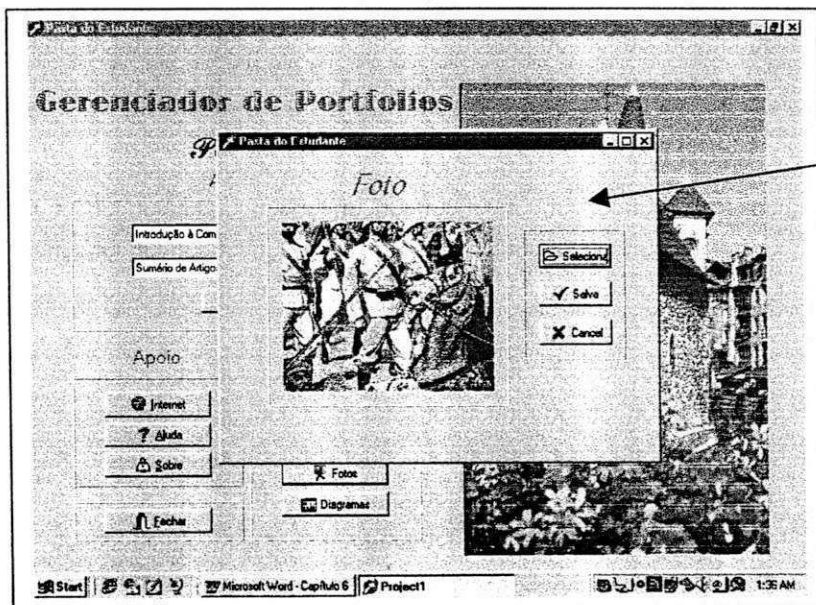 Pasta do Estudante
Gerenciador de Portfolios
Pasta do Estudante
Foto
Introdução à Com
Sumário de Artigo
Seleciona
Salva
Cancel
Apoio
Internet
Ajuda
Sobre
Fechar
Fotos
Diagramas
Start
Microsoft Word - Capítulo 6
Project1
1:36 AM